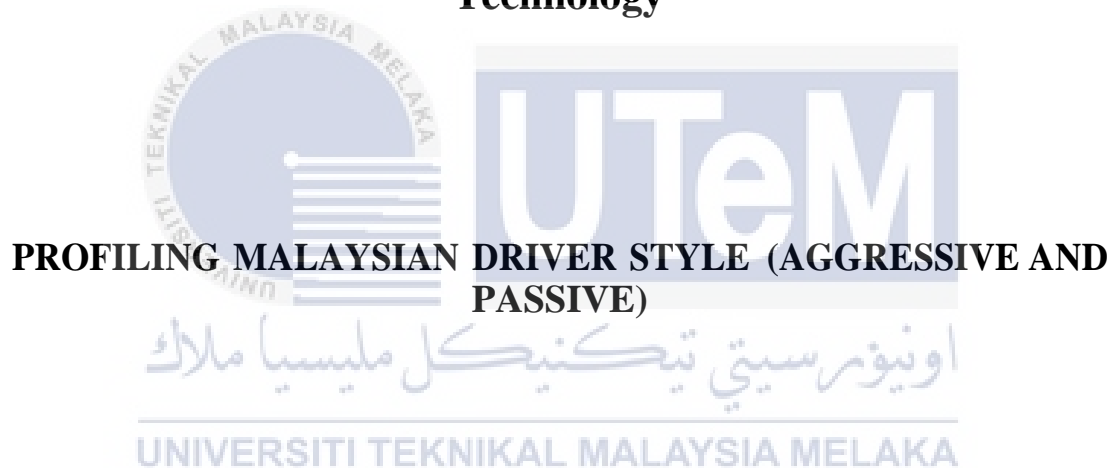 Technology
UNIVERSITI TEKNIKAL MALAYSIA MELAKA
UTeM
PROFILING MALAYSIAN DRIVER STYLE (AGGRESSIVE AND
PASSIVE)
اونيۏرسيتي تيكنيكل مليسيا ملاك
UNIVERSITI TEKNIKAL MALAYSIA MELAKA